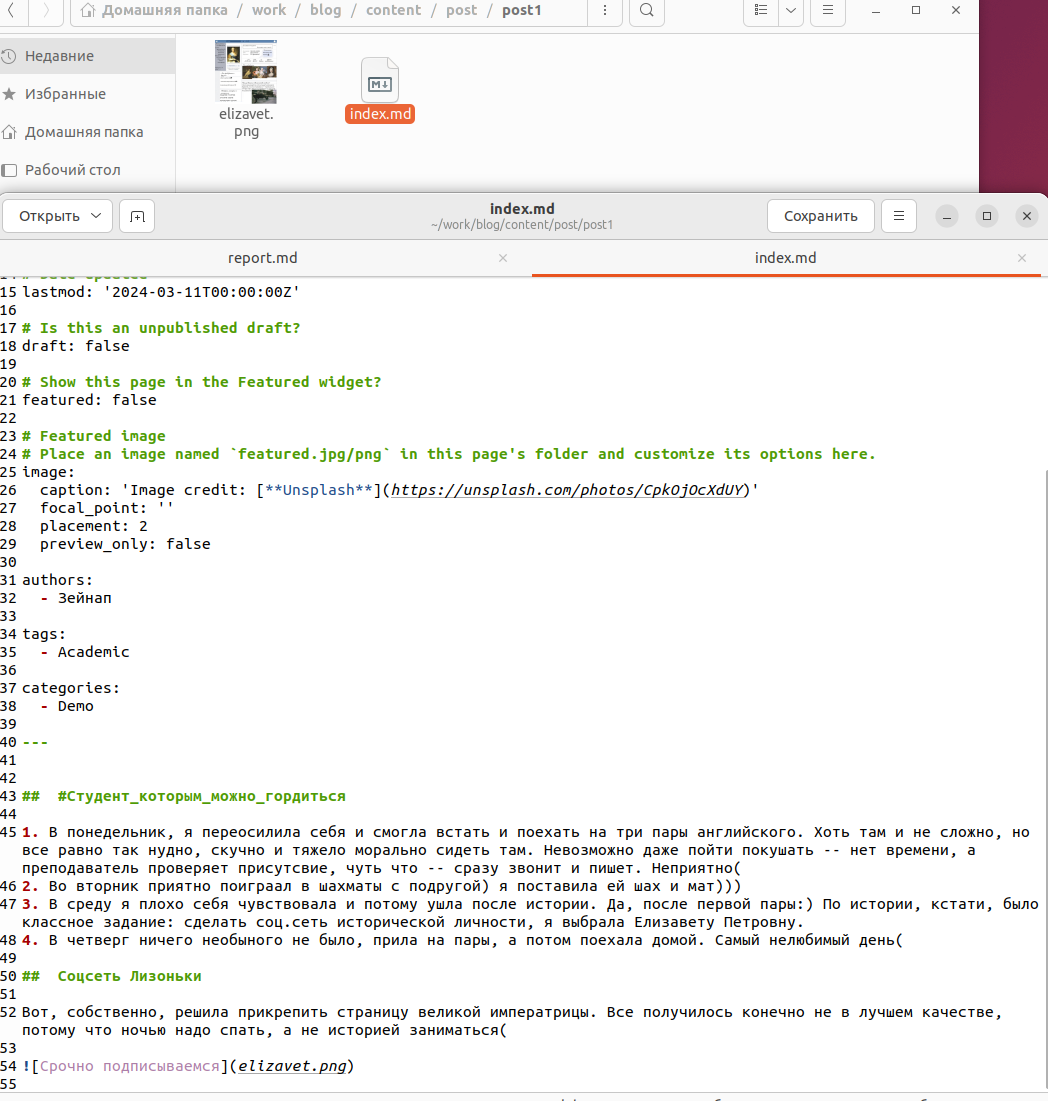 Домашняя папка / work / blog / content / post / post1
Недавние
Избранные
Домашняя папка
Рабочий стол
elizavet.
png
index.md
Открыть
index.md
~/work/blog/content/post/post1
Сохранить
report.md
index.md
15 lastmod: '2024-03-11T00:00:00Z'
16
17 # Is this an unpublished draft?
18 draft: false
19
20 # Show this page in the Featured widget?
21 featured: false
22
23 # Featured image
24 # Place an image named `featured.jpg/png` in this page's folder and customize its options here.
25 image:
26   caption: 'Image credit: [**Unsplash**](https://unsplash.com/photos/CpkOjOcXdUY)'
27   focal_point: ''
28   placement: 2
29   preview_only: false
30
31 authors:
32   - Зейнап
33
34 tags:
35   - Academic
36
37 categories:
38   - Demo
39
40 ---
41
42
43 ##  #Студент_которым_можно_гордиться
44
45 1. В понедельник, я переосилила себя и смогла встать и поехать на три пары английского. Хоть там и не сложно, но
все равно так нудно, скучно и тяжело морально сидеть там. Невозможно даже пойти покушать -- нет времени, а
преподаватель проверяет присутсвие, чуть что -- сразу звонит и пишет. Неприятно(
46 2. Во вторник приятно поиграал в шахматы с подругой) я поставила ей шах и мат)))
47 3. В среду я плохо себя чувствовала и потому ушла после истории. Да, после первой пары:) По истории, кстати, было
классное задание: сделать соц.сеть исторической личности, я выбрала Елизавету Петровну.
48 4. В четверг ничего необыного не было, прила на пары, а потом поехала домой. Самый нелюбимый день(
49
50 ##  Соцсеть Лизоньки
51
52 Вот, собственно, решила прикрепить страницу великой императрицы. Все получилось конечно не в лучшем качестве,
потому что ночью надо спать, а не историей заниматься(
53
54 ![Срочно подписываемся](elizavet.png)
55